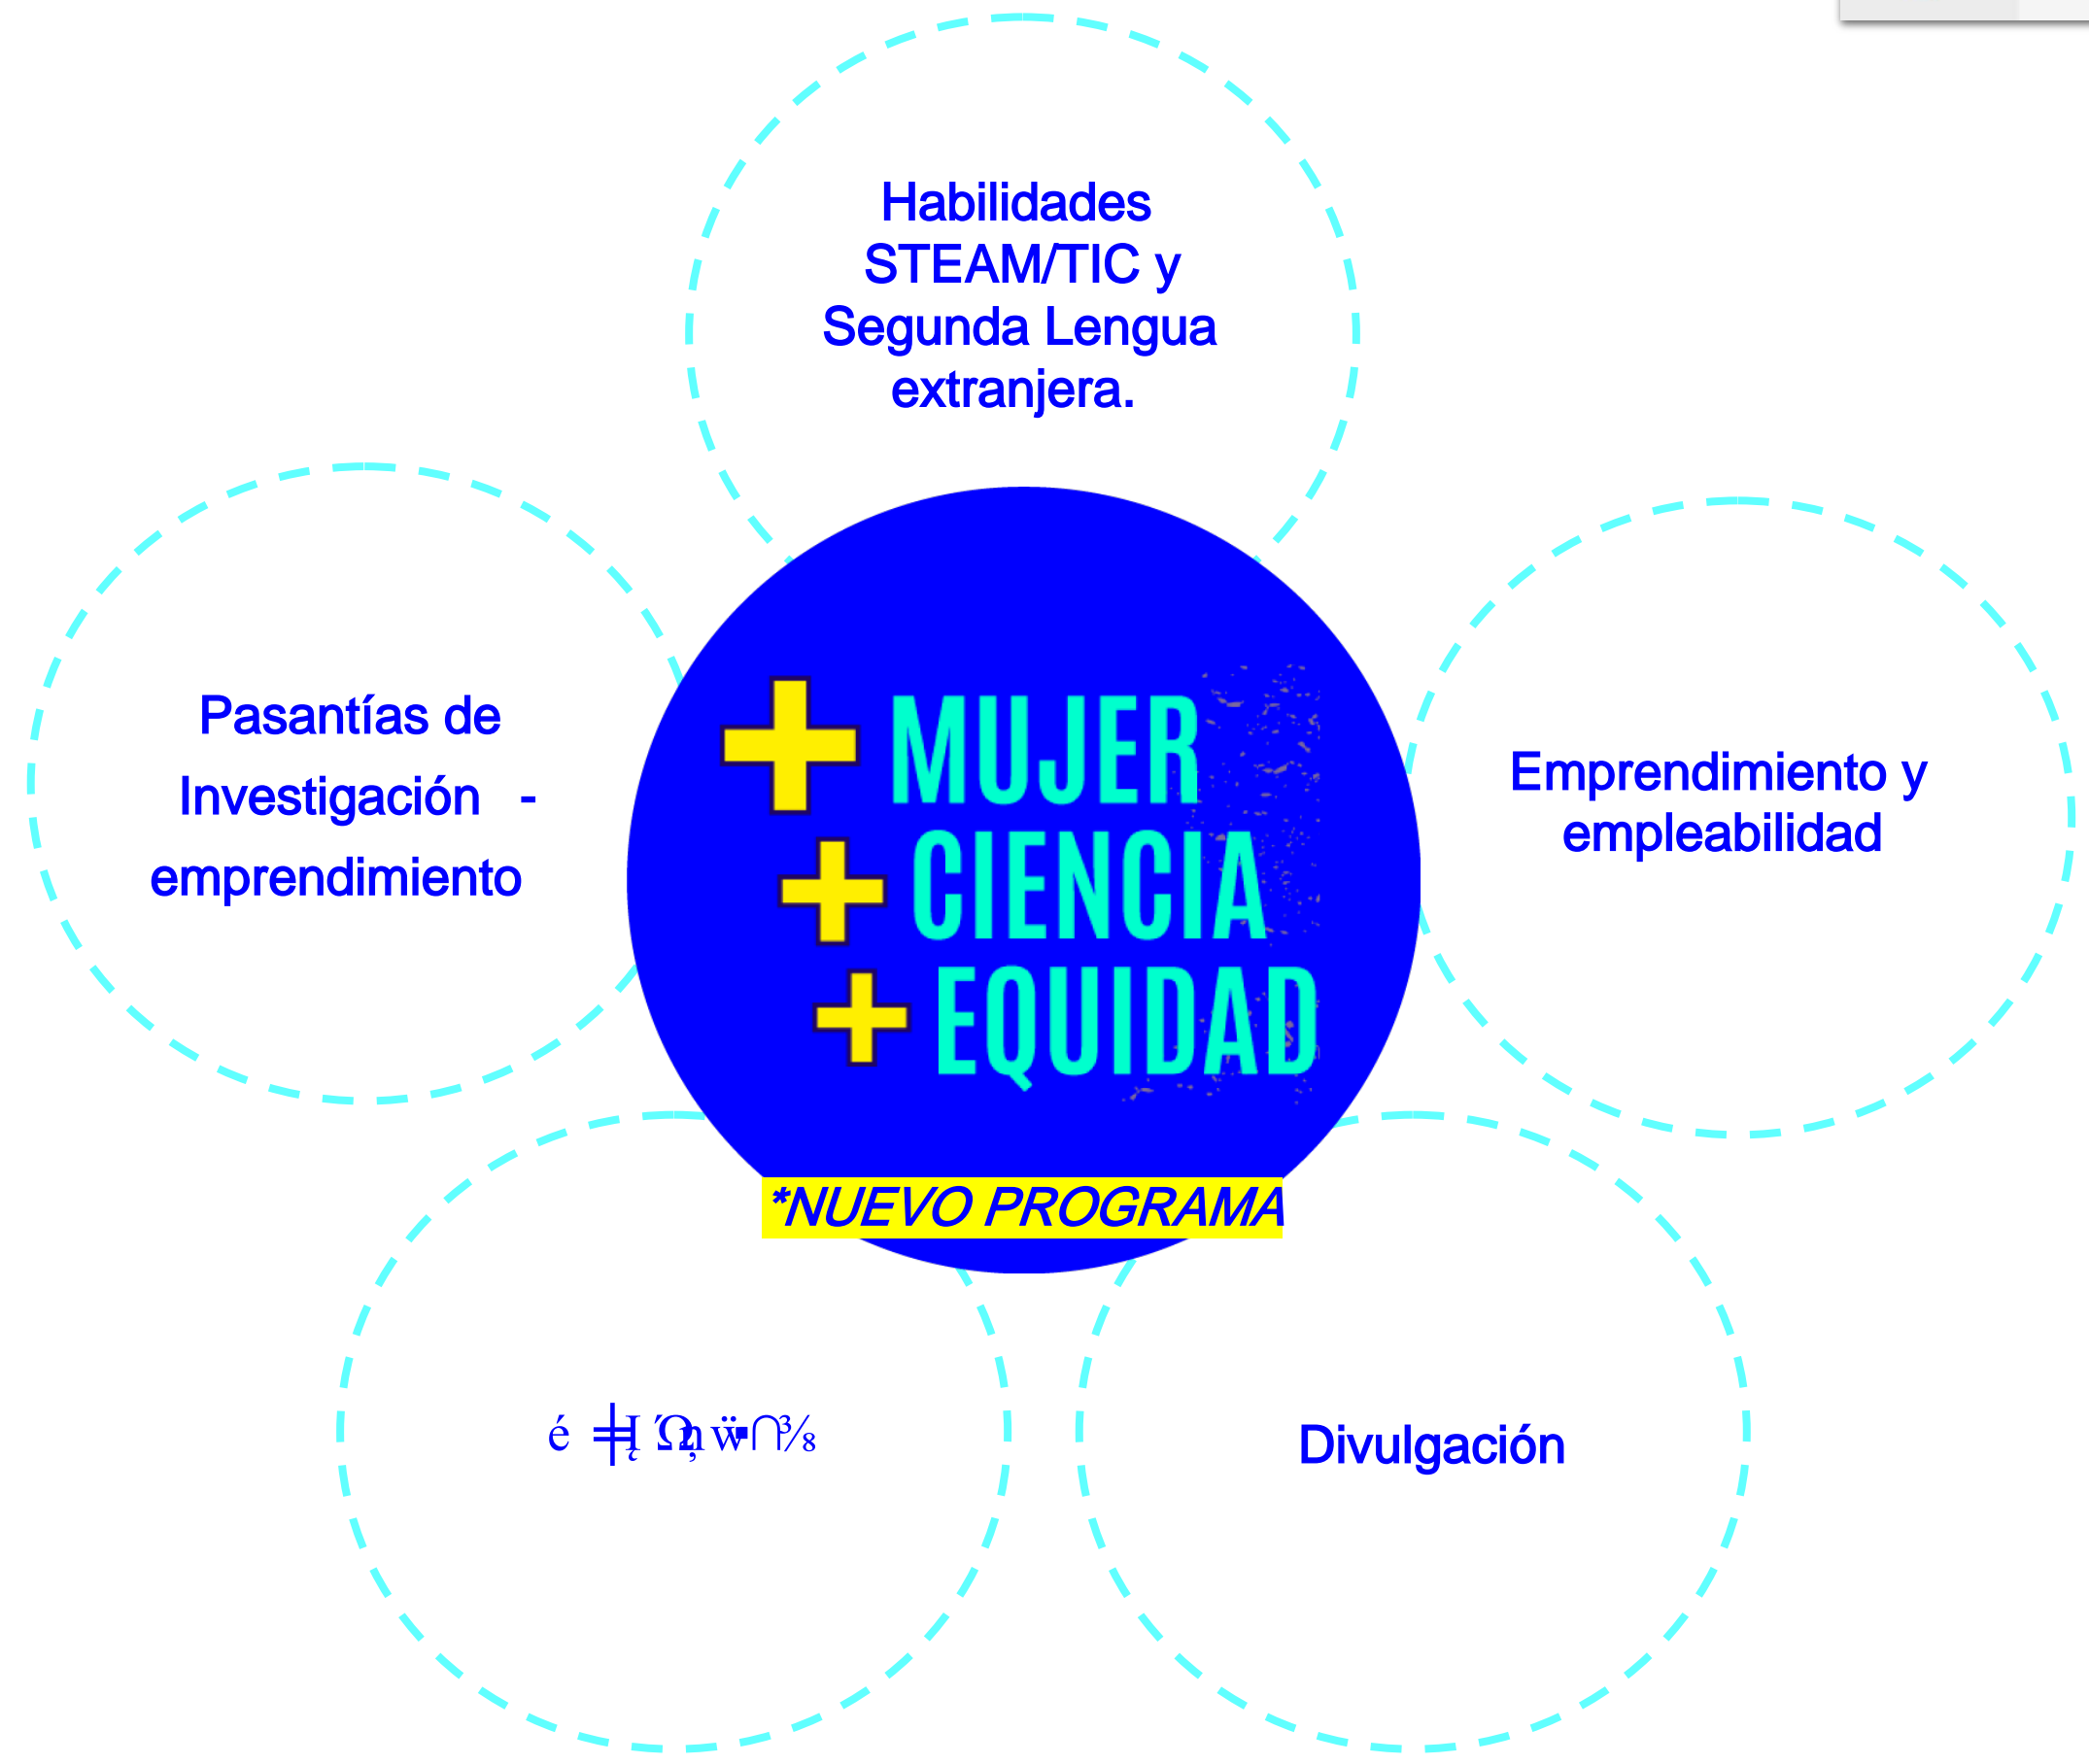 Habilidades
STEAM/TIC y
Segunda Lengua
extranjera.
Pasantías de
Investigación -
emprendimiento
+ MUJER
+ CIENCIA
+ EQUIDAD
*NUEVO PROGRAMA
Emprendimiento y
empleabilidad
Divulgación